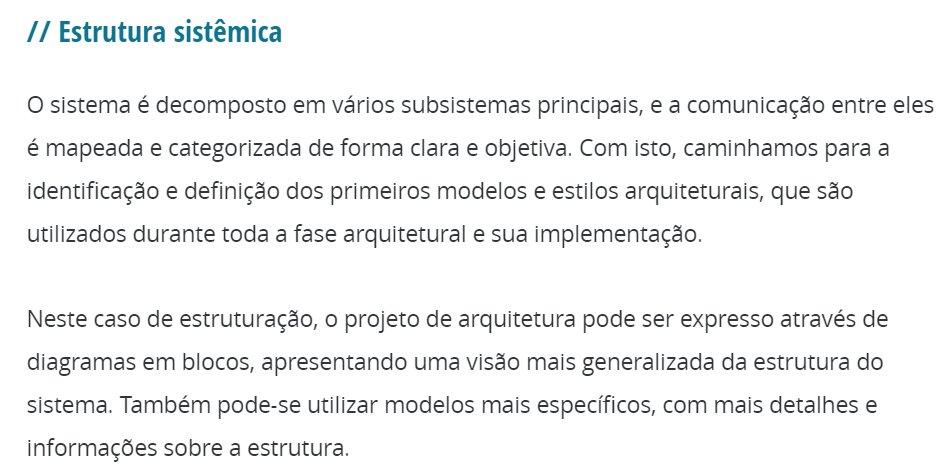 // Estrutura sistêmica
O sistema é decomposto em vários subsistemas principais, e a comunicação entre eles
é mapeada e categorizada de forma clara e objetiva. Com isto, caminhamos para a
identificação e definição dos primeiros modelos e estilos arquiteturais, que são
utilizados durante toda a fase arquitetural e sua implementação.
Neste caso de estruturação, o projeto de arquitetura pode ser expresso através de
diagramas em blocos, apresentando uma visão mais generalizada da estrutura do
sistema. Também pode-se utilizar modelos mais específicos, com mais detalhes e
informações sobre a estrutura.